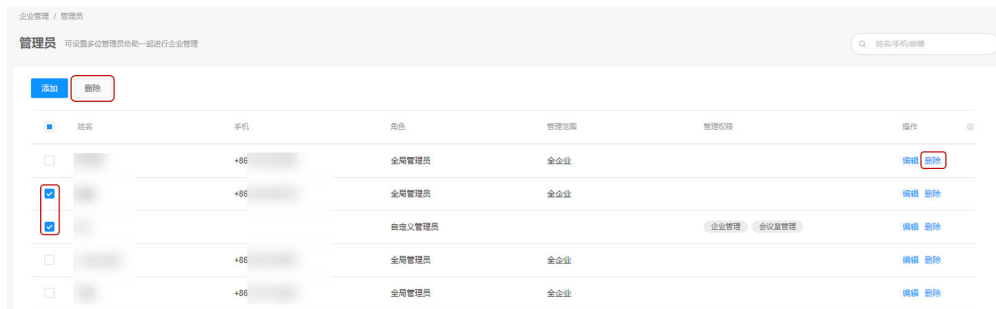 企业管理 / 管理员
管理员 可设置多位管理员协助一起进行企业管理
姓名/手机/邮箱
添加 删除
姓名 手机 角色 管理范围 管理权限 操作
+86 全局管理员 全企业 编辑 删除
+86 全局管理员 全企业 编辑 删除
自定义管理员 企业管理 会议室管理 编辑 删除
+86 全局管理员 全企业 编辑 删除
+86 全局管理员 全企业 编辑 删除